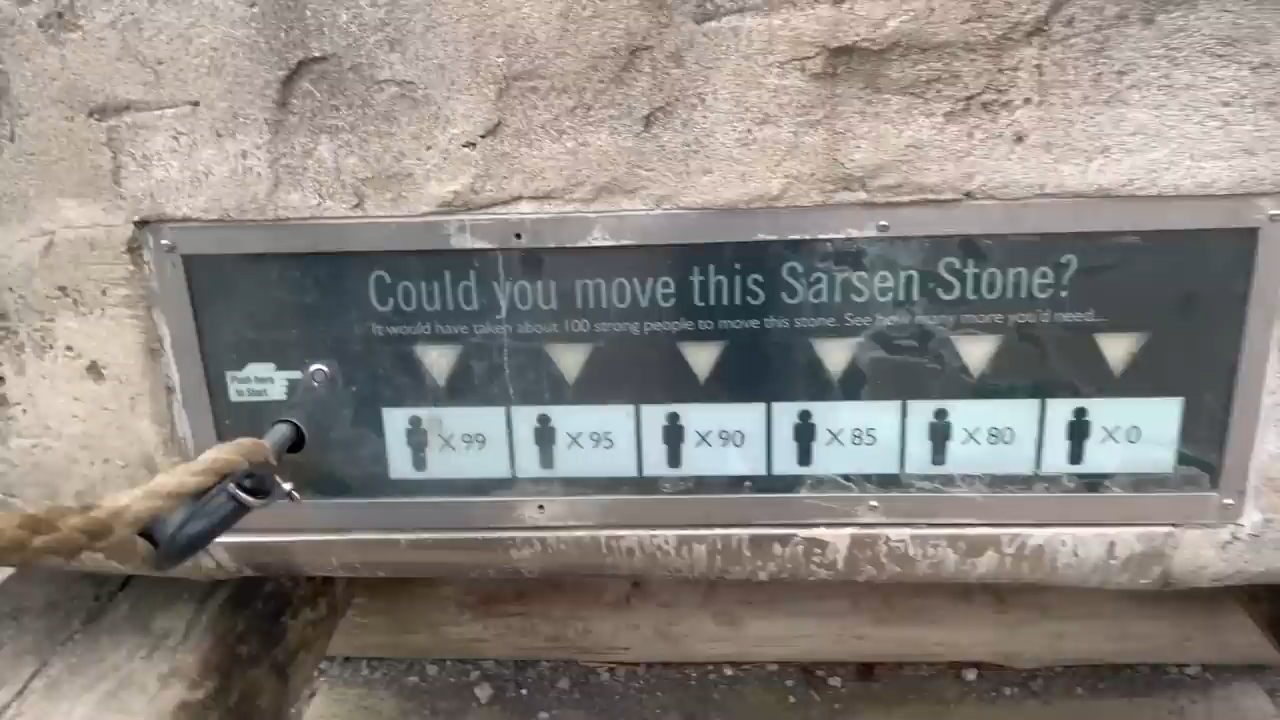 Could you move this Sarsen Stone?
It would have taken about 100 strong people to move this stone. See how many more you'd need...
Push here
to Start
X 99
X 95
X 90
X 85
X 80
X 0